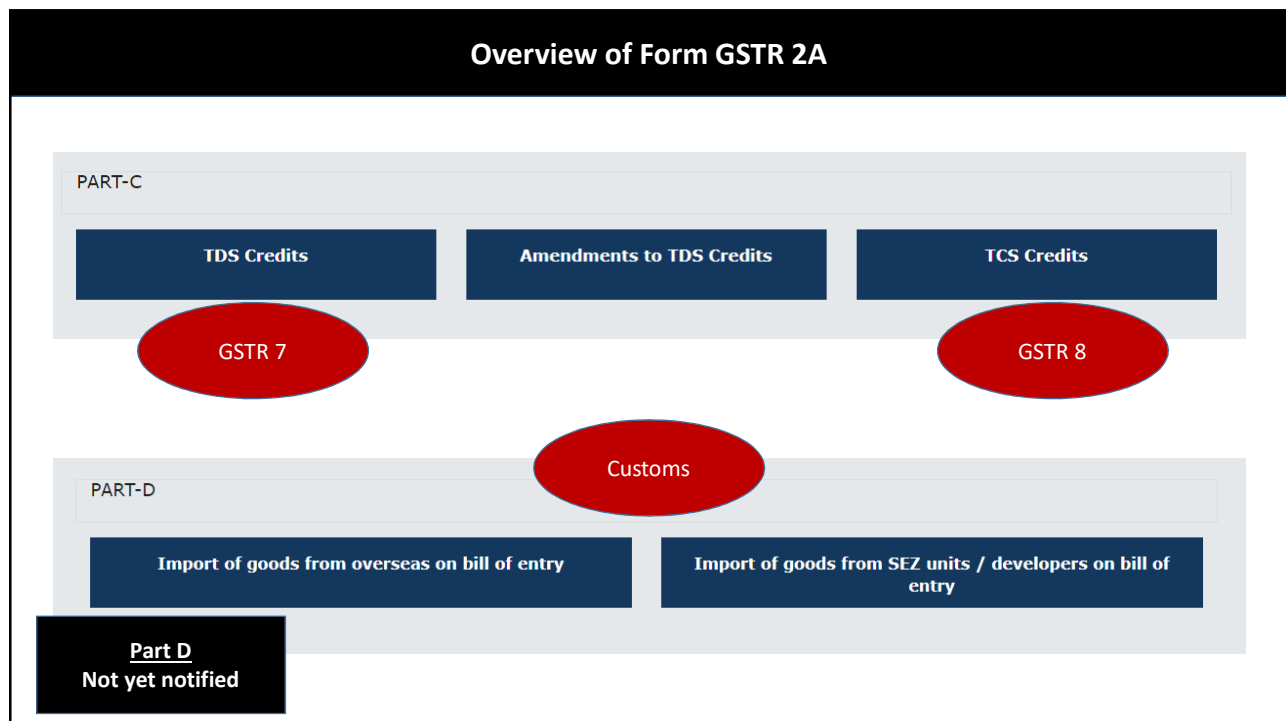 Overview of Form GSTR 2A
PART-C
TDS Credits
Amendments to TDS Credits
TCS Credits
GSTR 7
GSTR 8
Customs
PART-D
Import of goods from overseas on bill of entry
Import of goods from SEZ units / developers on bill of
entry
Part D
Not yet notified